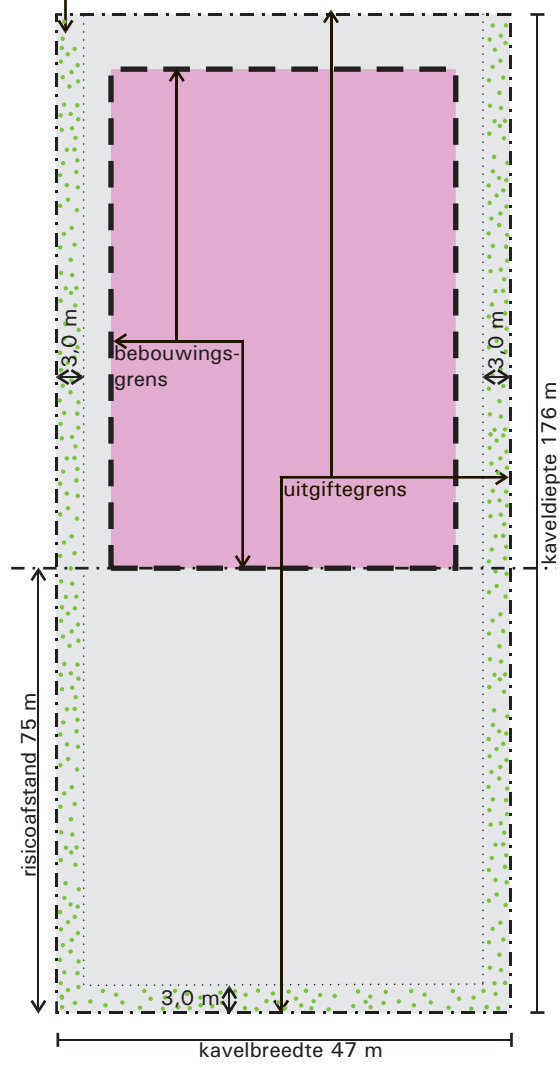 3,0 m
3,0 m
bebouwings-
grens
kaveldiepte 176 m
uitgiftegrens
risicoafstand 75 m
3,0 m
kavelbreedte 47 m